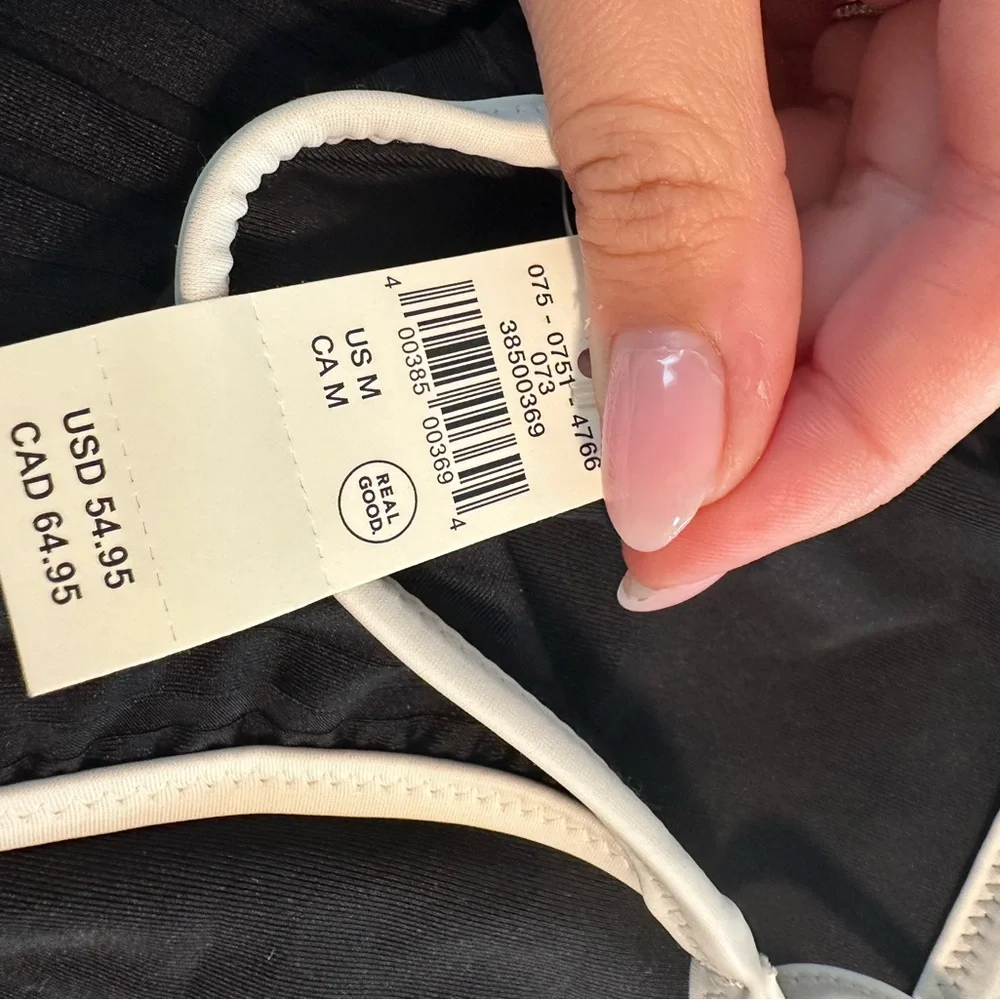 075 - 0751 - 4766
073
38500369
4 00385 00369 4
US M
CA M
REAL
GOOD.
USD 54.95
CAD 64.95